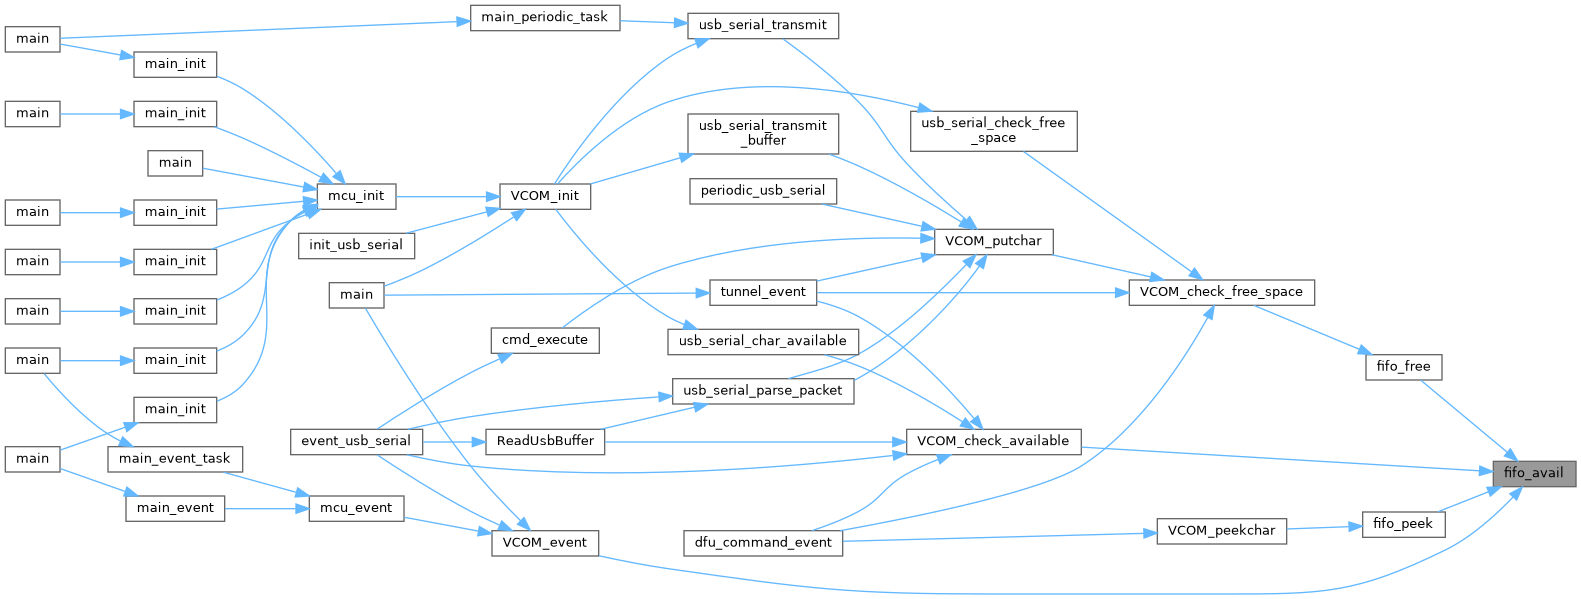 main_periodic_task
usb_serial_transmit
main
main_init
main
main_init
usb_serial_transmit
_buffer
usb_serial_check_free
_space
main
mcu_init
VCOM_init
periodic_usb_serial
main
main_init
init_usb_serial
VCOM_putchar
main
main_init
main
tunnel_event
VCOM_check_free_space
main
main_init
cmd_execute
usb_serial_char_available
main
main_init
fifo_free
usb_serial_parse_packet
main_init
event_usb_serial
ReadUsbBuffer
VCOM_check_available
main
main_event_task
fifo_avail
main_event
mcu_event
VCOM_event
dfu_command_event
VCOM_peekchar
fifo_peek